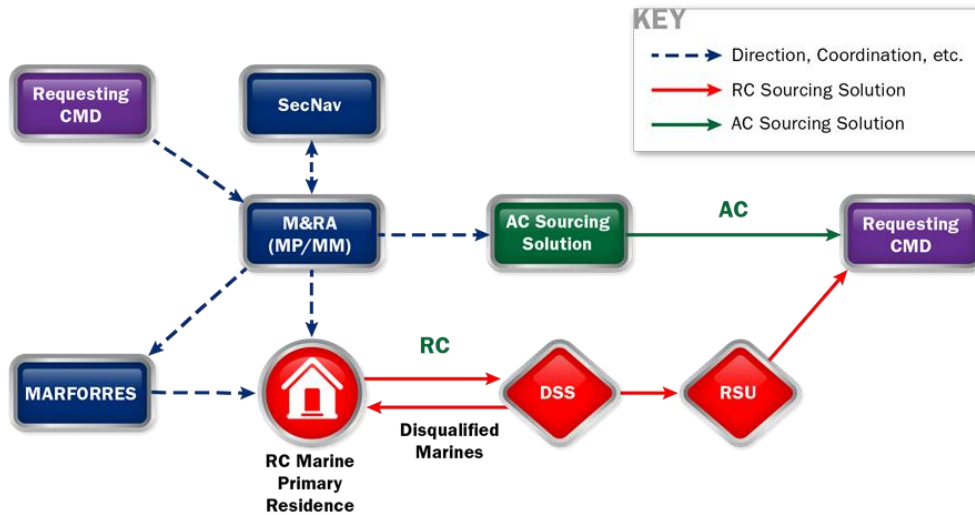 KEY
Direction, Coordination, etc.
RC Sourcing Solution
AC Sourcing Solution
Requesting
CMD
SecNav
M&RA
(MP/MM)
AC Sourcing
Solution
AC
Requesting
CMD
MARFORRES
RC
DSS
RSU
Disqualified
Marines
RC Marine
Primary
Residence